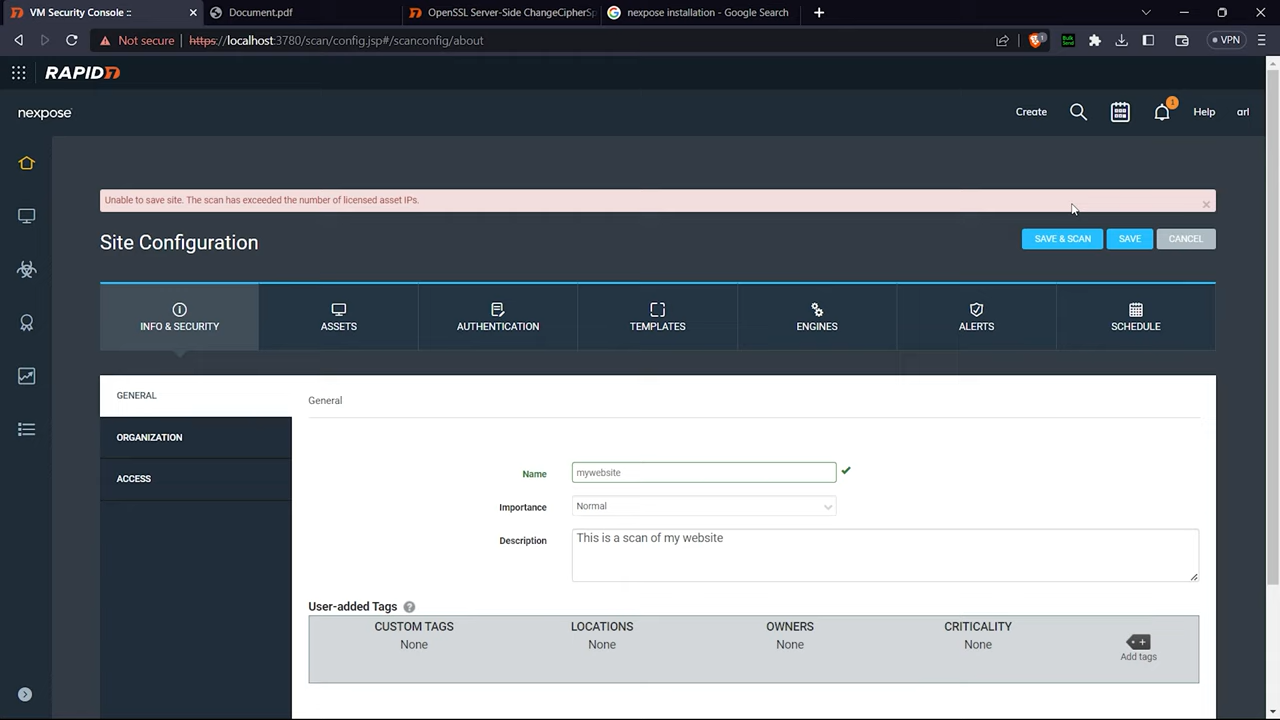 VM Security Console ::
Document.pdf
OpenSSL Server-Side ChangeCipherSp
nexpose installation - Google Search
Not secure
https://localhost:3780/scan/config.jsp#/scanconfig/about
1
Bulk Send
VPN
RAPID7
nexpose
Create
1
Help
arl
Unable to save site. The scan has exceeded the number of licensed asset IPs.
Site Configuration
SAVE & SCAN
SAVE
CANCEL
INFO & SECURITY
ASSETS
AUTHENTICATION
TEMPLATES
ENGINES
ALERTS
SCHEDULE
GENERAL
ORGANIZATION
ACCESS
General
Name
mywebsite
Importance
Normal
Description
This is a scan of my website
User-added Tags
CUSTOM TAGS
LOCATIONS
OWNERS
CRITICALITY
None
None
None
None
Add tags